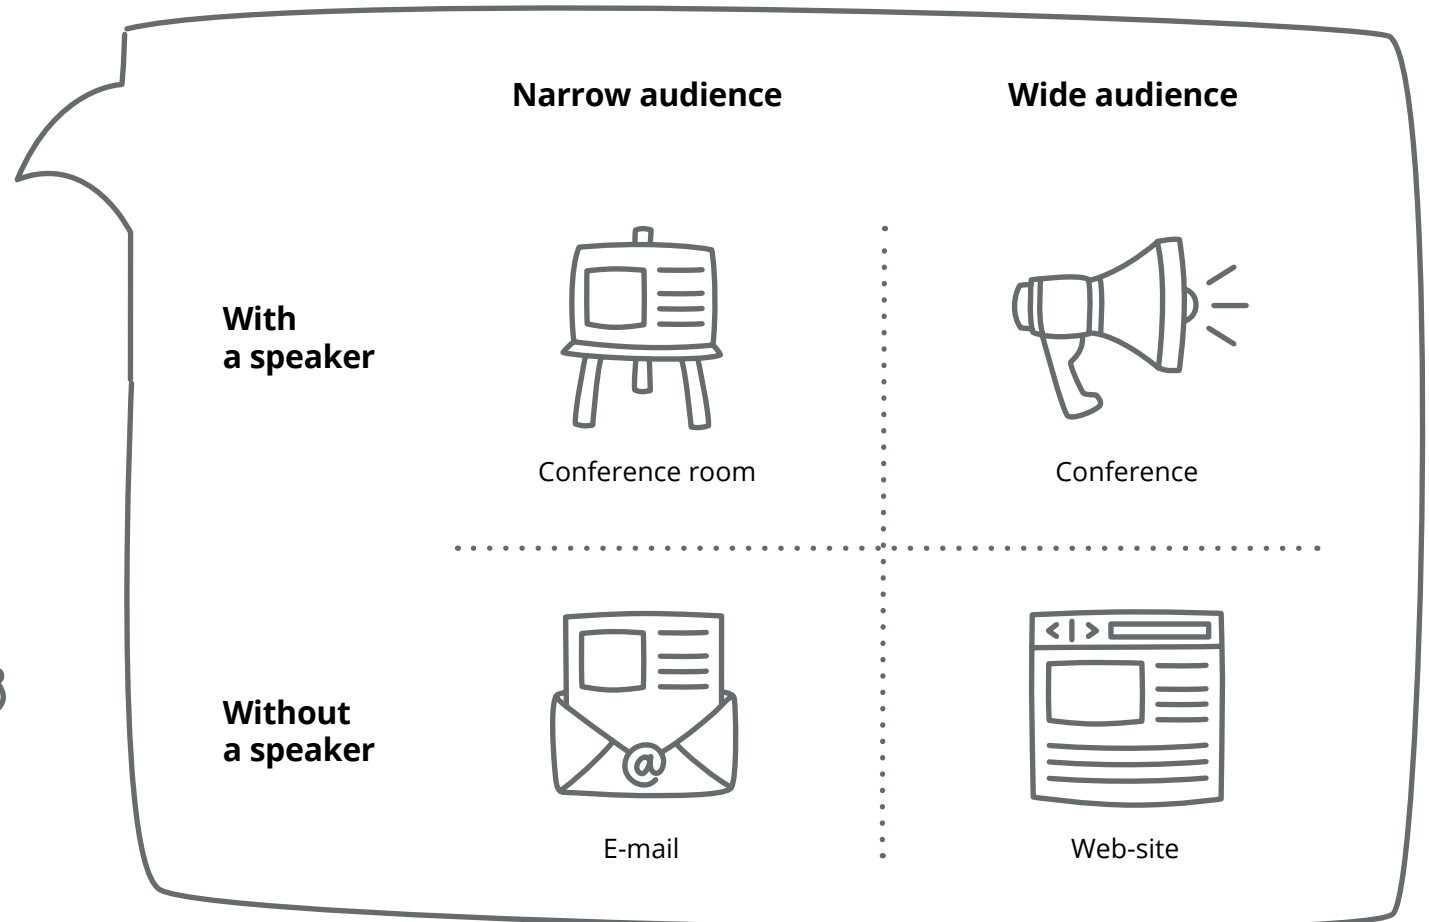 Narrow audience
Wide audience
With
a speaker
Conference room
Conference
Without
a speaker
@
< | >
E-mail
Web-site